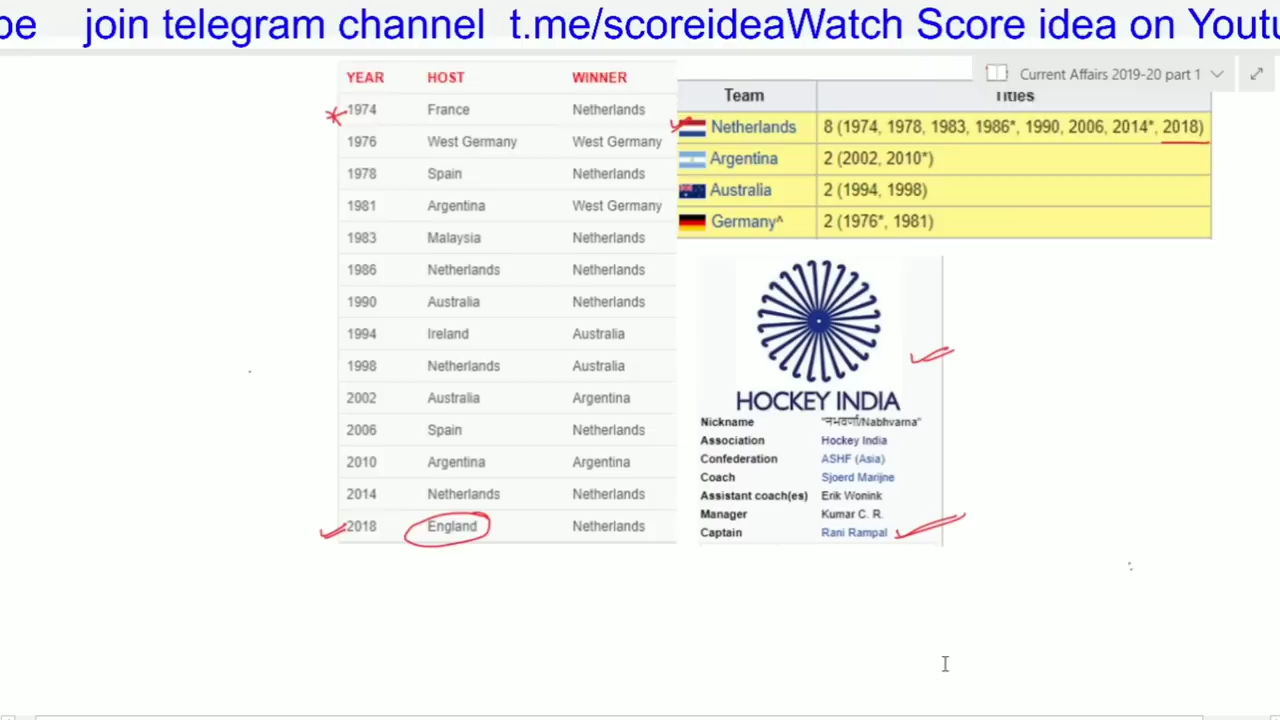 be join telegram channel t.me/scoreideaWatch Score idea on Youtu
Current Affairs 2019-20 part 1
YEAR HOST WINNER
1974 France Netherlands
1976 West Germany West Germany
1978 Spain Netherlands
1981 Argentina West Germany
1983 Malaysia Netherlands
1986 Netherlands Netherlands
1990 Australia Netherlands
1994 Ireland Australia
1998 Netherlands Australia
2002 Australia Argentina
2006 Spain Netherlands
2010 Argentina Argentina
2014 Netherlands Netherlands
2018 England Netherlands
Team Titles
Netherlands 8 (1974, 1978, 1983, 1986*, 1990, 2006, 2014*, 2018)
Argentina 2 (2002, 2010*)
Australia 2 (1994, 1998)
Germany^ 2 (1976*, 1981)
HOCKEY INDIA
Nickname "नभवर्णा/Nabhvarna"
Association Hockey India
Confederation ASHF (Asia)
Coach Sjoerd Marijne
Assistant coach(es) Erik Wonink
Manager Kumar C. R.
Captain Rani Rampal